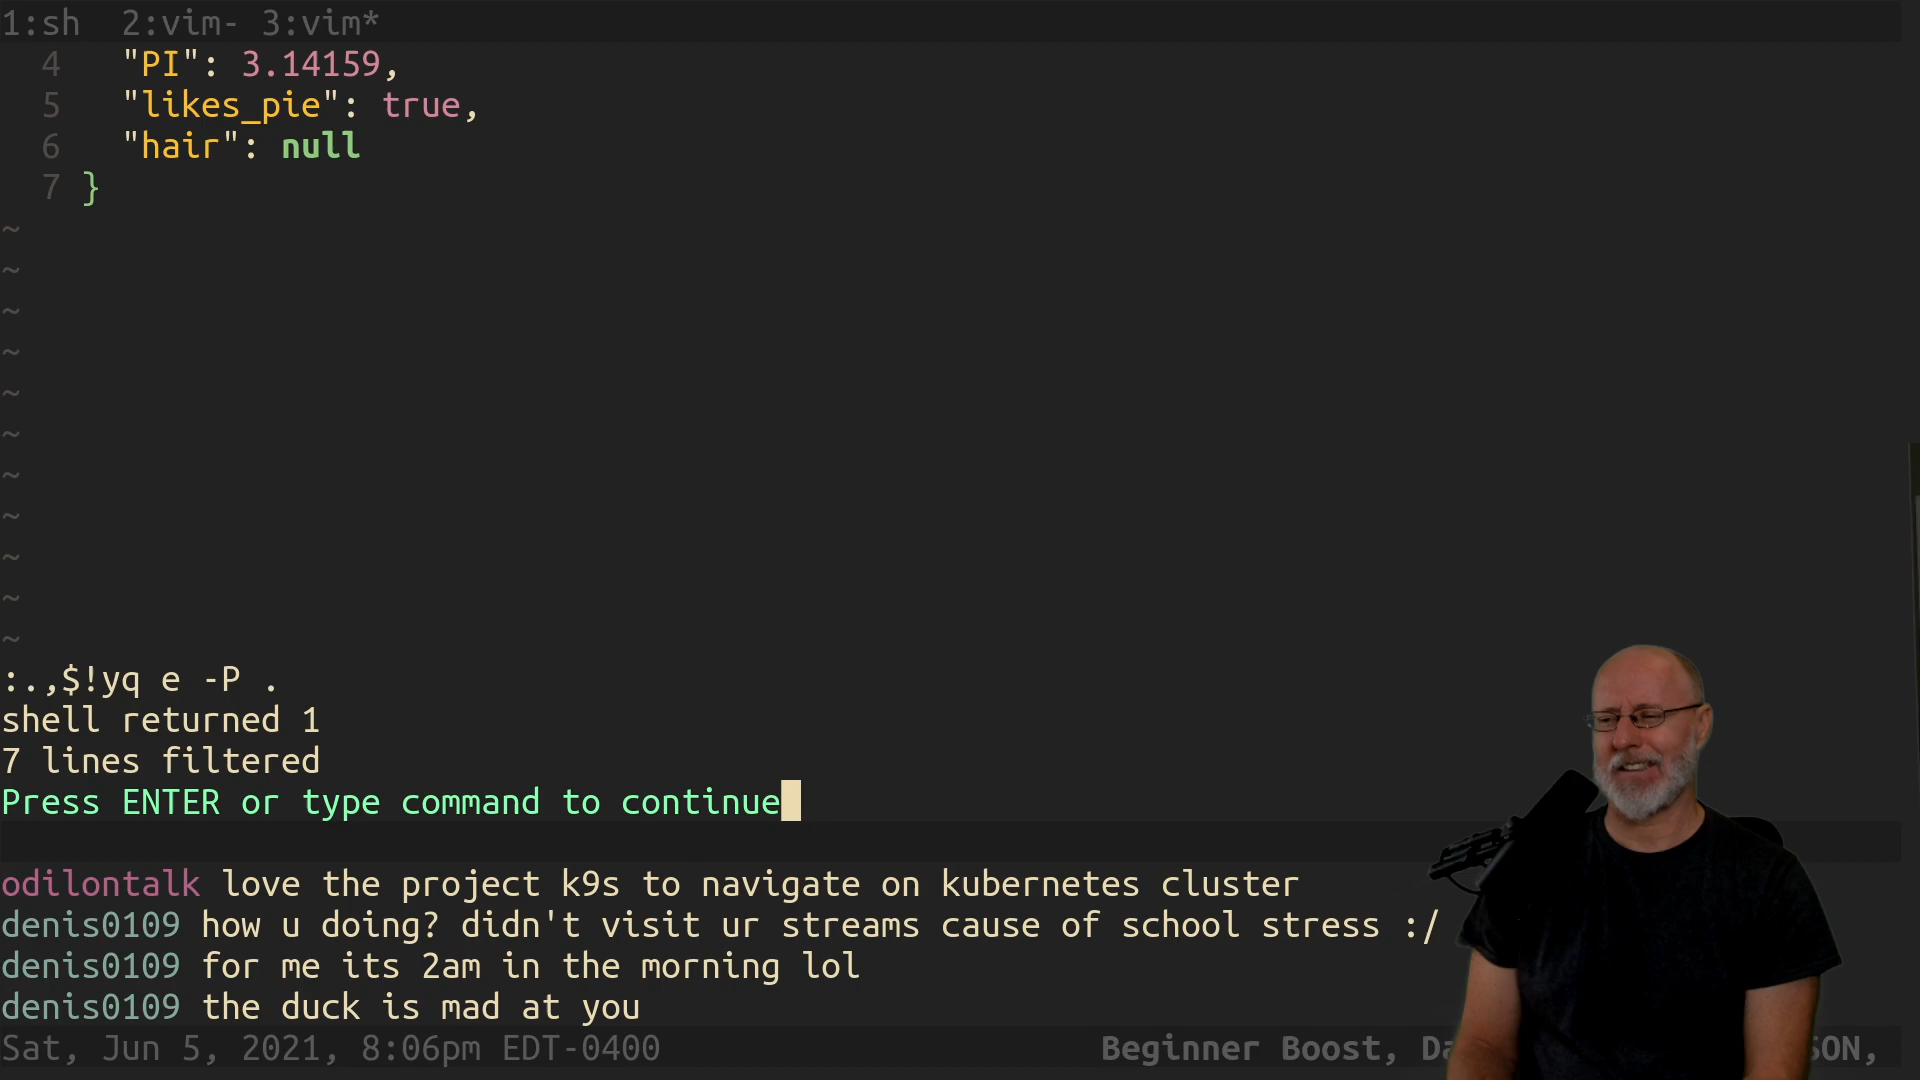 1:sh  2:vim- 3:vim*
4   "PI": 3.14159,
5   "likes_pie": true,
6   "hair": null
7 }
~
~
~
~
~
~
~
~
~
~
~
:.,$!yq e -P .
shell returned 1
7 lines filtered
Press ENTER or type command to continue
odilontalk love the project k9s to navigate on kubernetes cluster
denis0109 how u doing? didn't visit ur streams cause of school stress :/
denis0109 for me its 2am in the morning lol
denis0109 the duck is mad at you
Sat, Jun 5, 2021, 8:06pm EDT-0400 Beginner Boost,